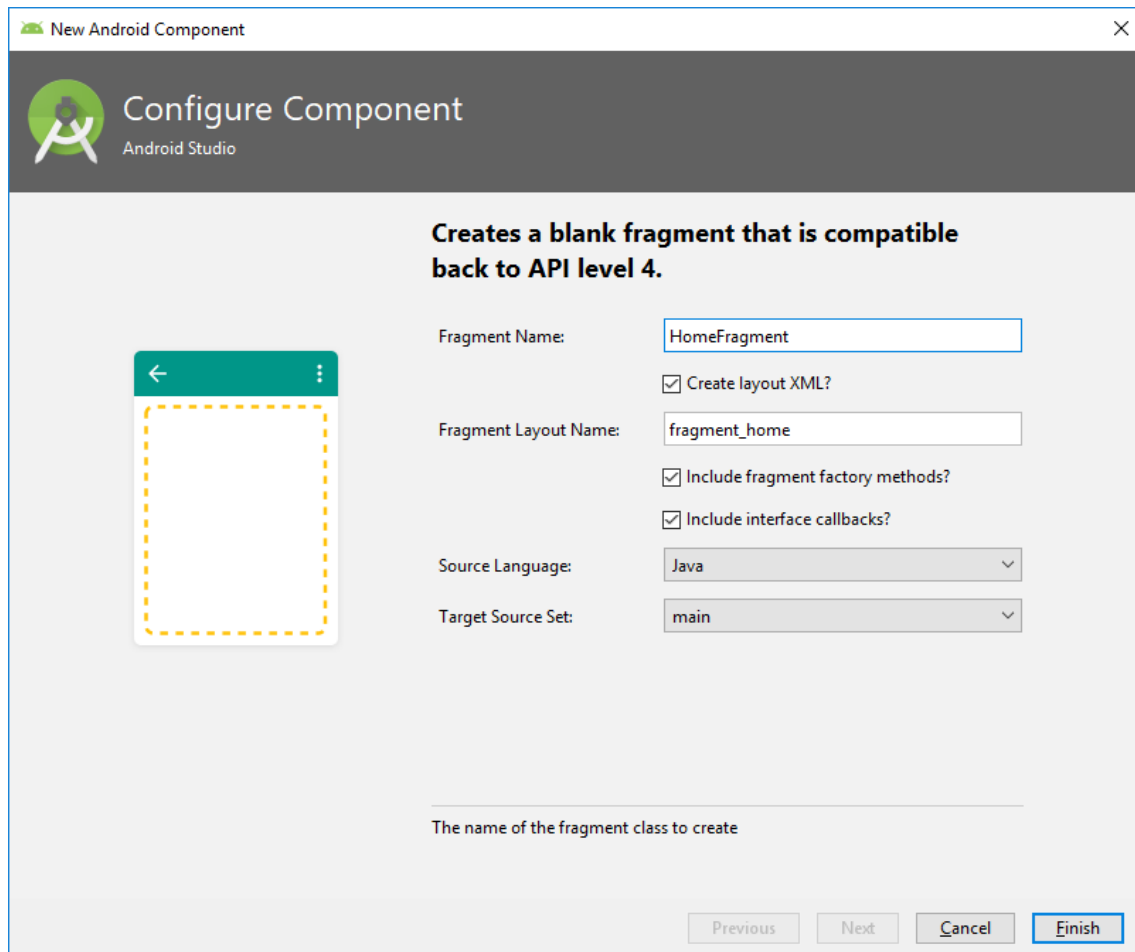 New Android Component
Configure Component
Android Studio
Creates a blank fragment that is compatible
back to API level 4.
Fragment Name:
HomeFragment
Create layout XML?
Fragment Layout Name:
fragment_home
Include fragment factory methods?
Include interface callbacks?
Source Language:
Java
Target Source Set:
main
The name of the fragment class to create
Previous
Next
Cancel
Finish